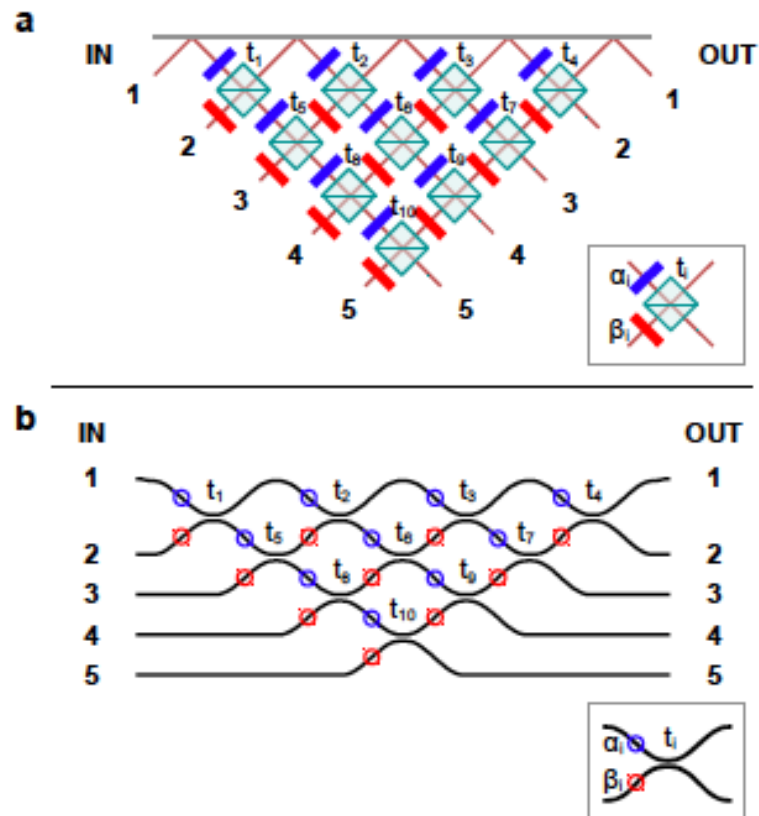 a
IN OUT
t₁ t₂ t₃ t₄
1 1
t₅ t₆ t₇
2 2
t₈ t₉
3 3
t₁₀
4 4
5 5
αᵢ tᵢ
βᵢ
b
IN OUT
1 t₁ t₂ t₃ t₄ 1
2 t₅ t₆ t₇ 2
3 t₈ t₉ 3
4 t₁₀ 4
5 5
αᵢ tᵢ
βᵢ